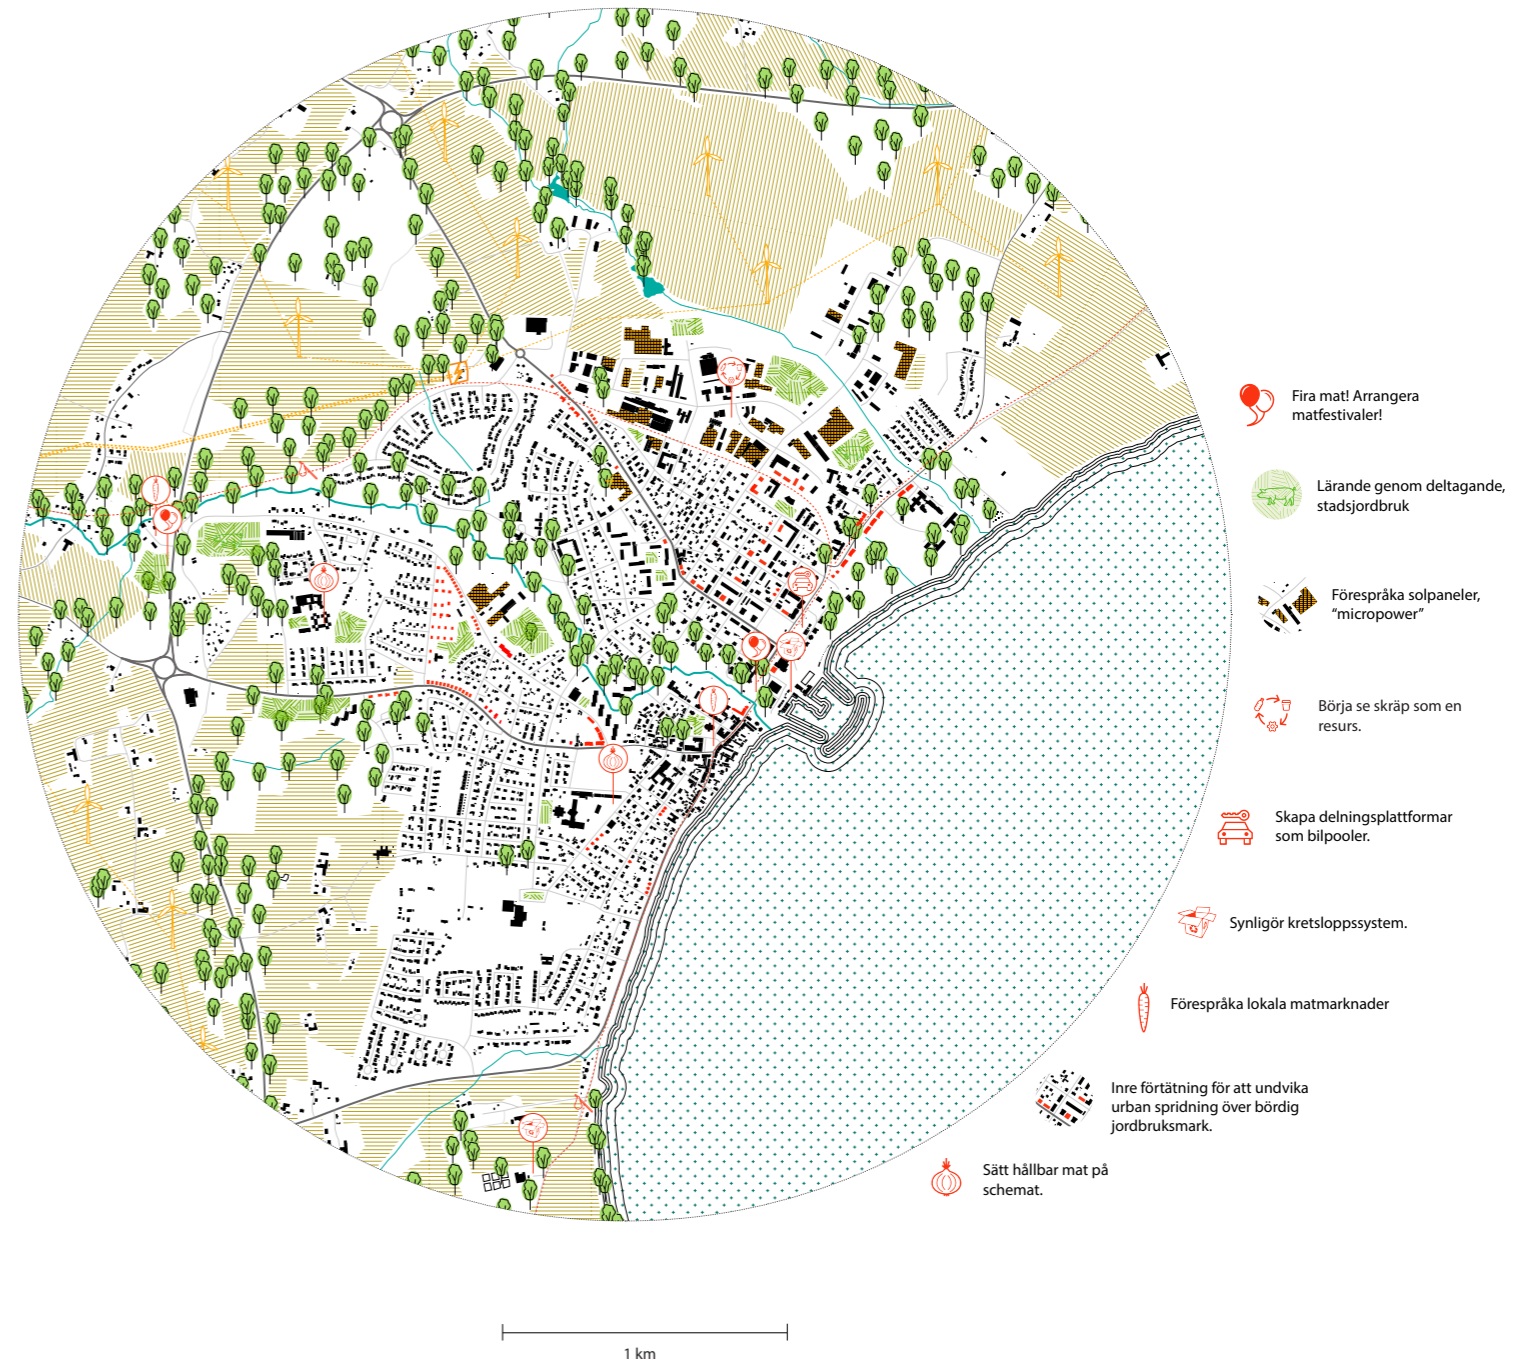 Fira mat! Arrangera
matfestivaler!
Lärande genom deltagande,
stadsjordbruk
Förespråka solpaneler,
“micropower”
Börja se skräp som en
resurs.
Skapa delningsplattformar
som bilpooler.
Synligör kretsloppssystem.
Förespråka lokala matmarknader
Inre förtätning för att undvika
urban spridning över bördig
jordbruksmark.
Sätt hållbar mat på
schemat.
1 km